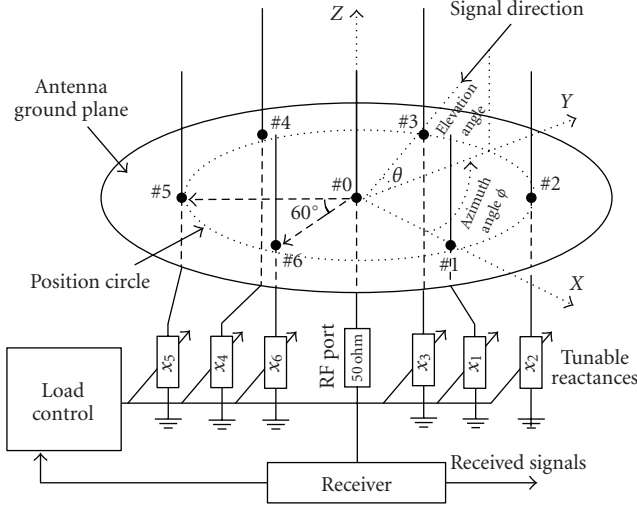 Z
Signal direction
Antenna
ground plane
#4
#3
Elevation
angle
Y
#5
#0
θ
#2
60°
Azimuth
angle ϕ
#6
#1
Position circle
X
x5
x4
x6
RF port
50 ohm
x3
x1
x2
Tunable
reactances
Load
control
Received signals
Receiver